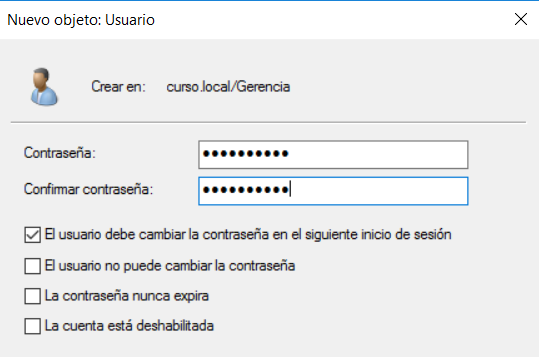 Nuevo objeto: Usuario
Crear en: curso.local/Gerencia
Contraseña: ●●●●●●●●●●
Confirmar contraseña: ●●●●●●●●●●
El usuario debe cambiar la contraseña en el siguiente inicio de sesión
El usuario no puede cambiar la contraseña
La contraseña nunca expira
La cuenta está deshabilitada